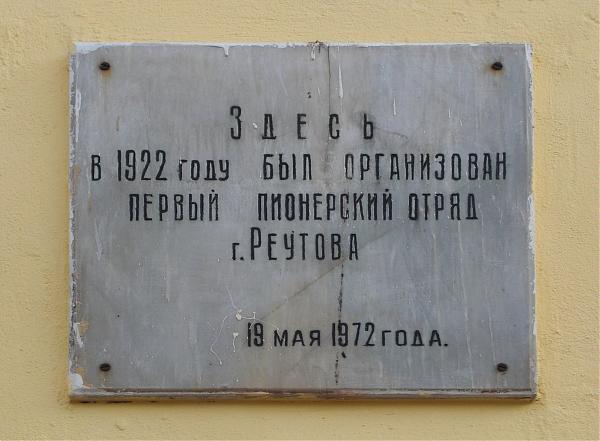 Здесь
в 1922 году был организован
первый пионерский отряд
г. Реутова
19 мая 1972 года.